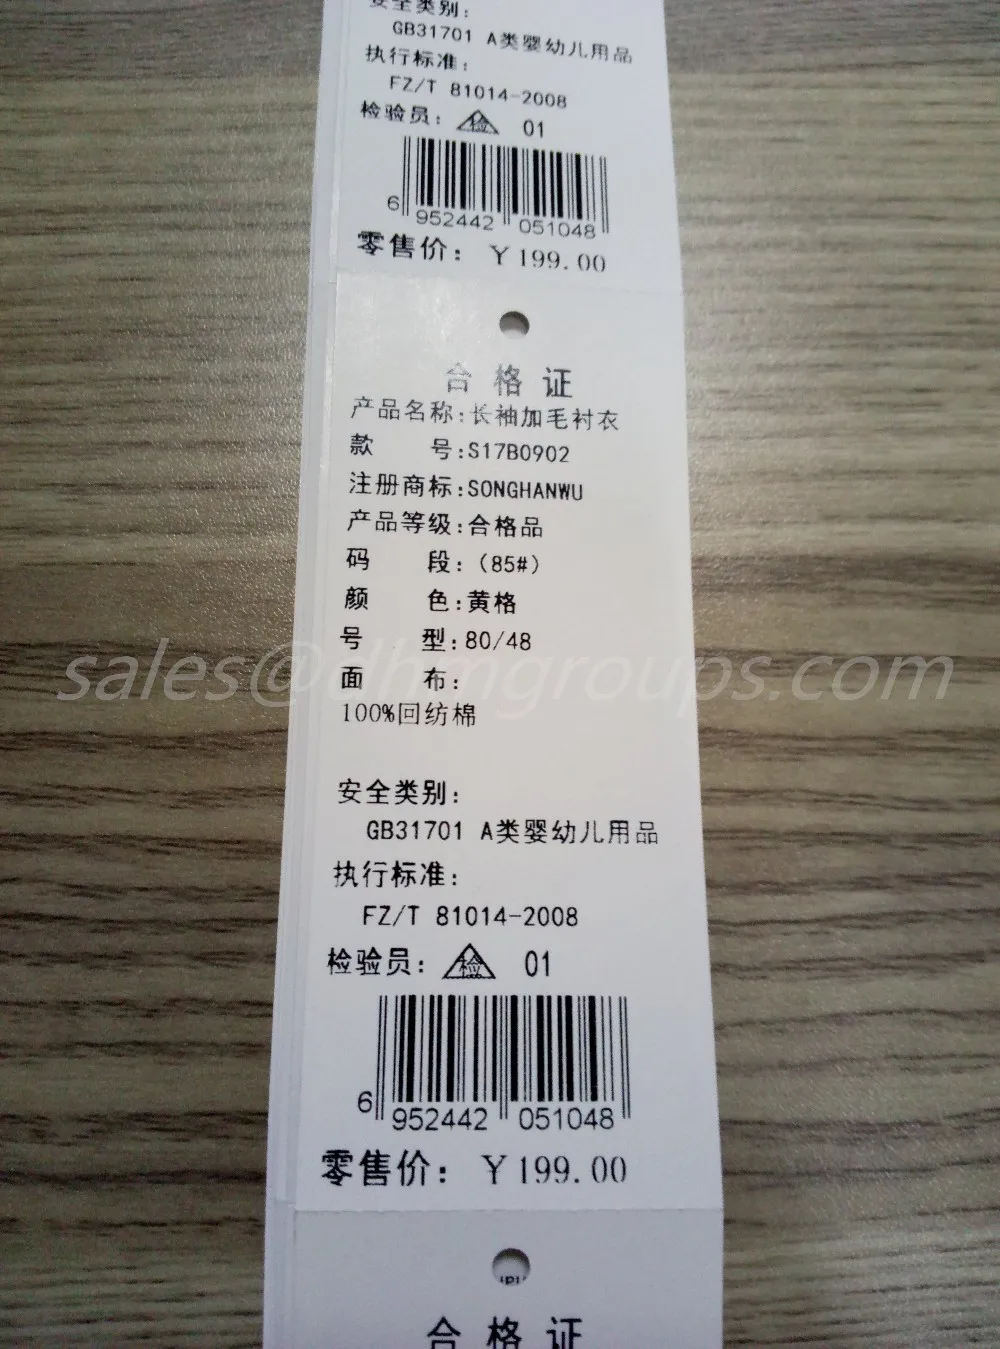 安全类别:
GB31701 A类婴幼儿用品
执行标准:
FZ/T 81014-2008
检验员: 检 01
6 952442 051048
零售价: ￥199.00
合格证
产品名称:长袖加毛衬衣
款 号:S17B0902
注册商标:SONGHANWU
产品等级:合格品
码 段:（85#）
颜 色:黄格
号 型:80/48
sales@dhmgroups.com
面 布:
100%回纺棉
安全类别:
GB31701 A类婴幼儿用品
执行标准:
FZ/T 81014-2008
检验员: 检 01
6 952442 051048
零售价: ￥199.00
合格证